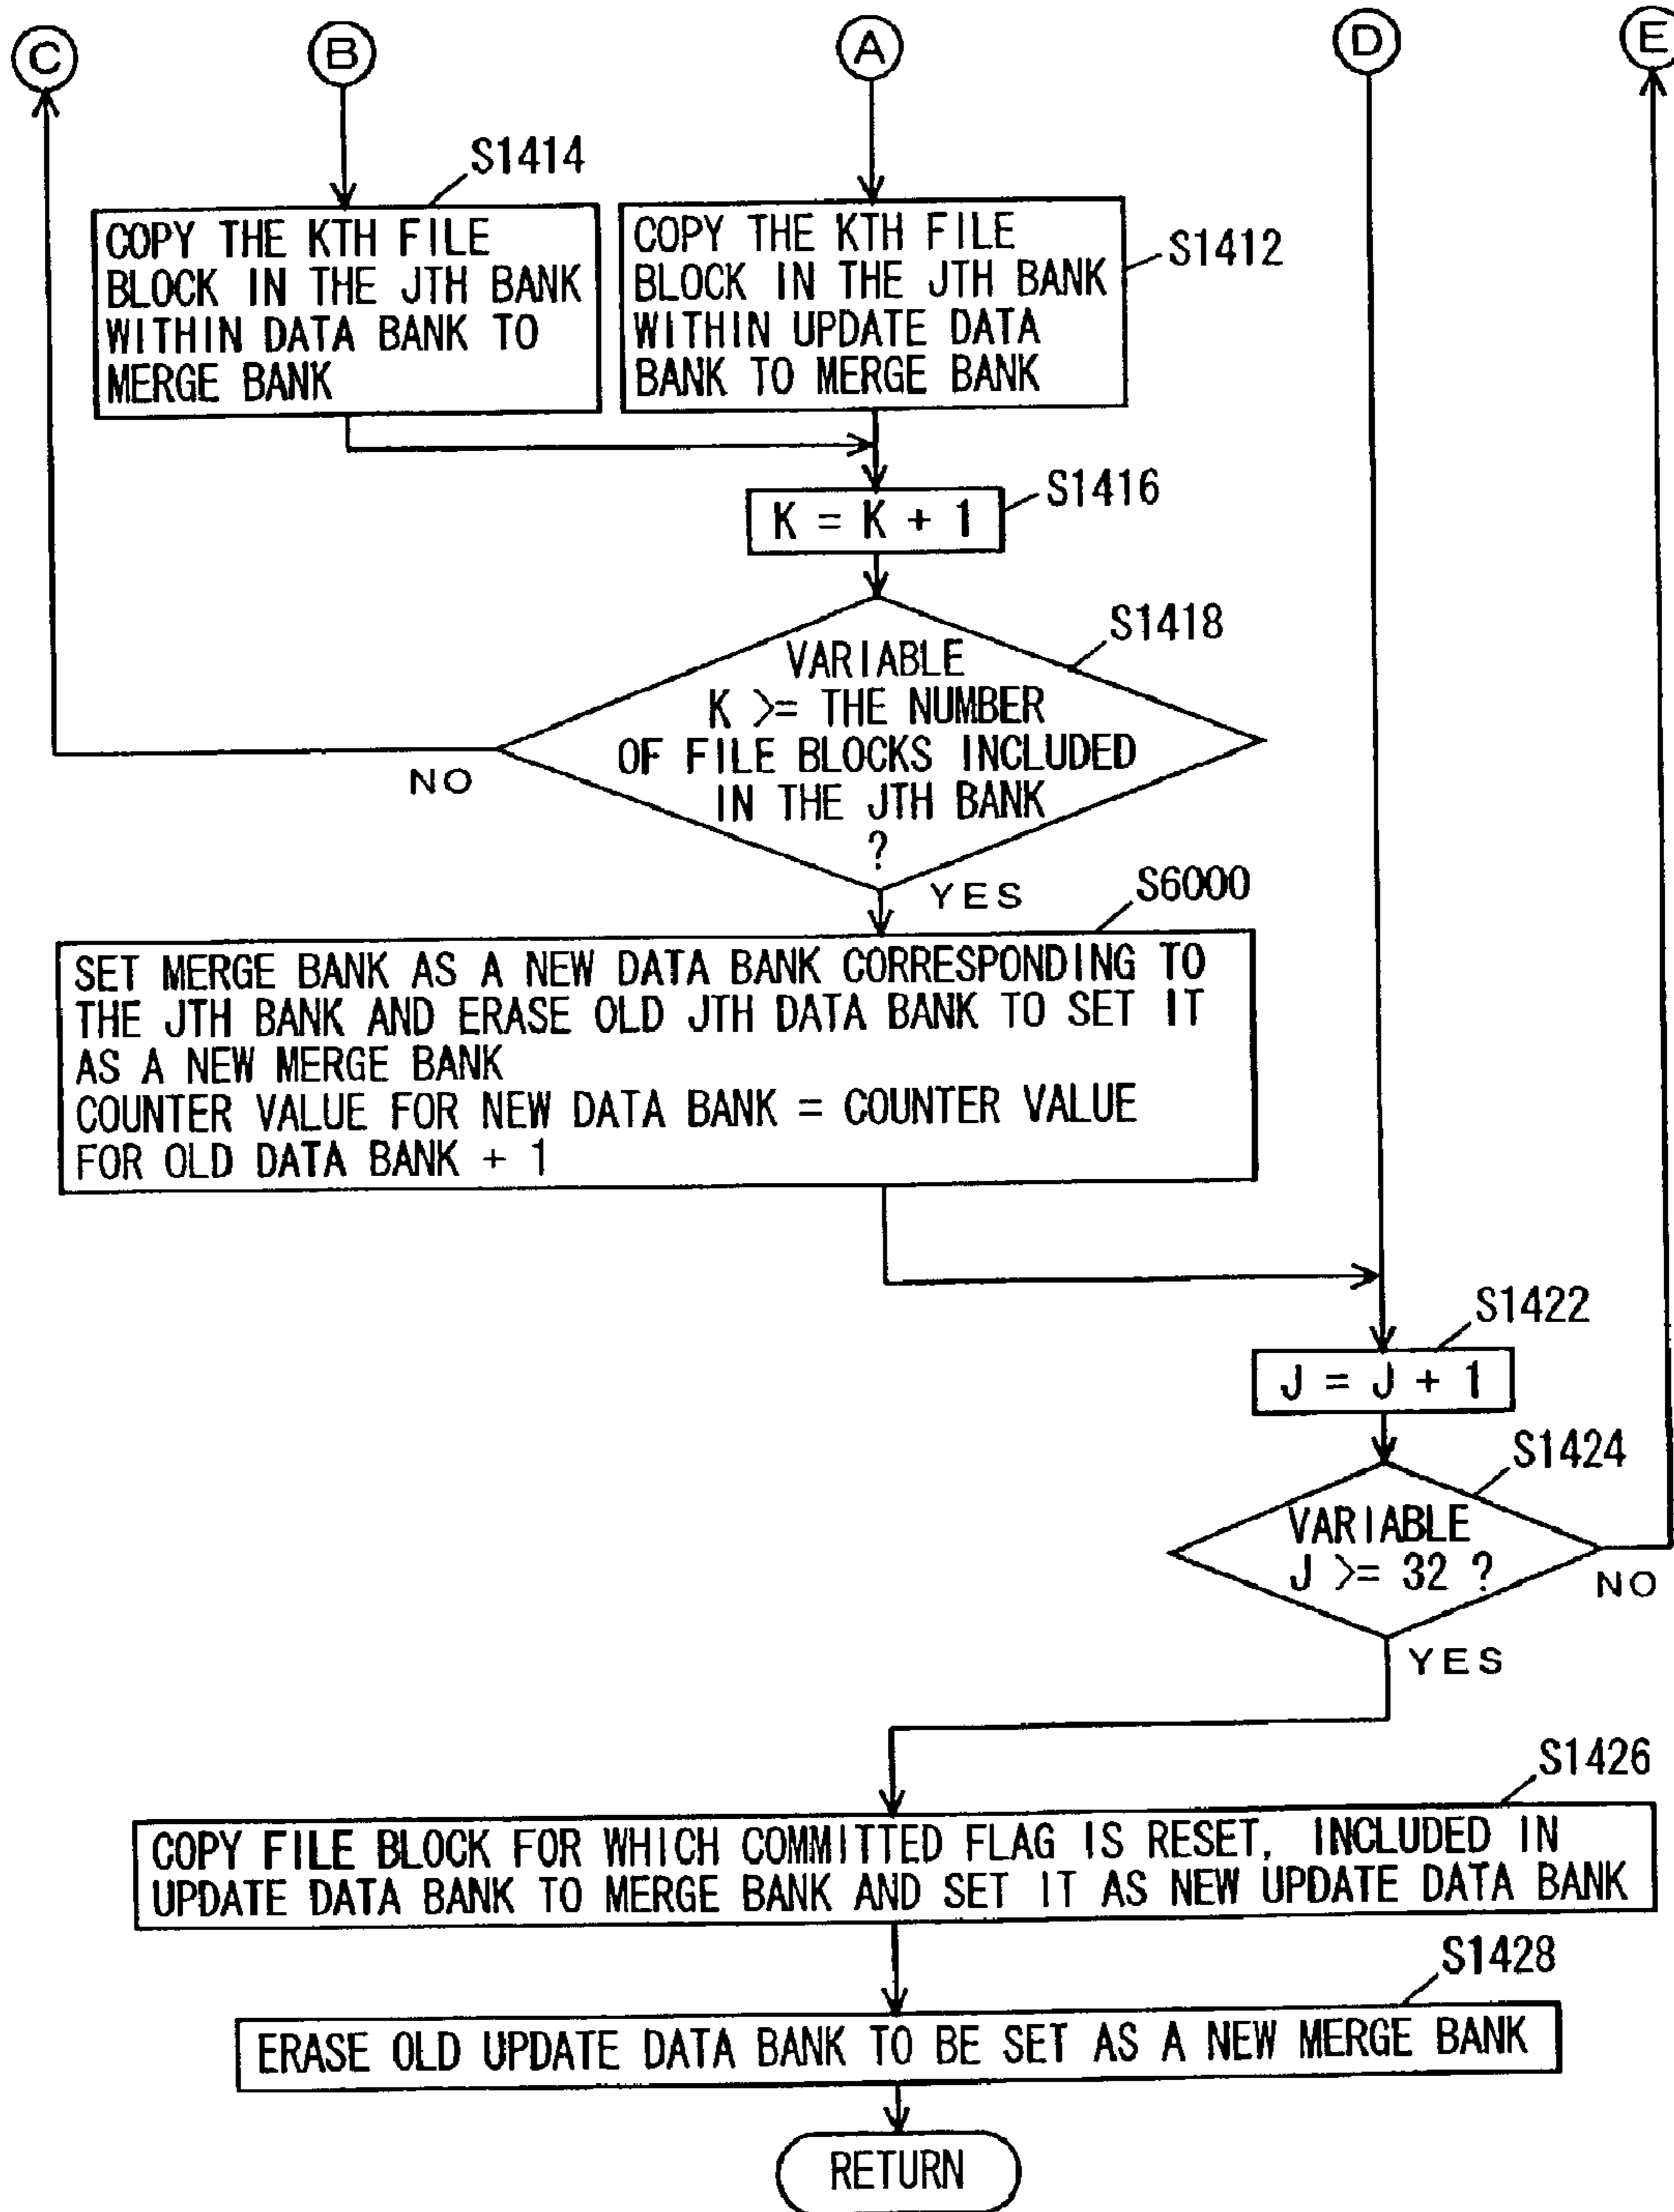 C
B
A
D
E
S1414
COPY THE KTH FILE
BLOCK IN THE JTH BANK
WITHIN DATA BANK TO
MERGE BANK
COPY THE KTH FILE
BLOCK IN THE JTH BANK
WITHIN UPDATE DATA
BANK TO MERGE BANK
S1412
K = K + 1
S1416
S1418
VARIABLE
K >= THE NUMBER
OF FILE BLOCKS INCLUDED
IN THE JTH BANK
?
NO
YES
S6000
SET MERGE BANK AS A NEW DATA BANK CORRESPONDING TO
THE JTH BANK AND ERASE OLD JTH DATA BANK TO SET IT
AS A NEW MERGE BANK
COUNTER VALUE FOR NEW DATA BANK = COUNTER VALUE
FOR OLD DATA BANK + 1
S1422
J = J + 1
S1424
VARIABLE
J >= 32 ?
NO
YES
S1426
COPY FILE BLOCK FOR WHICH COMMITTED FLAG IS RESET, INCLUDED IN
UPDATE DATA BANK TO MERGE BANK AND SET IT AS NEW UPDATE DATA BANK
S1428
ERASE OLD UPDATE DATA BANK TO BE SET AS A NEW MERGE BANK
RETURN